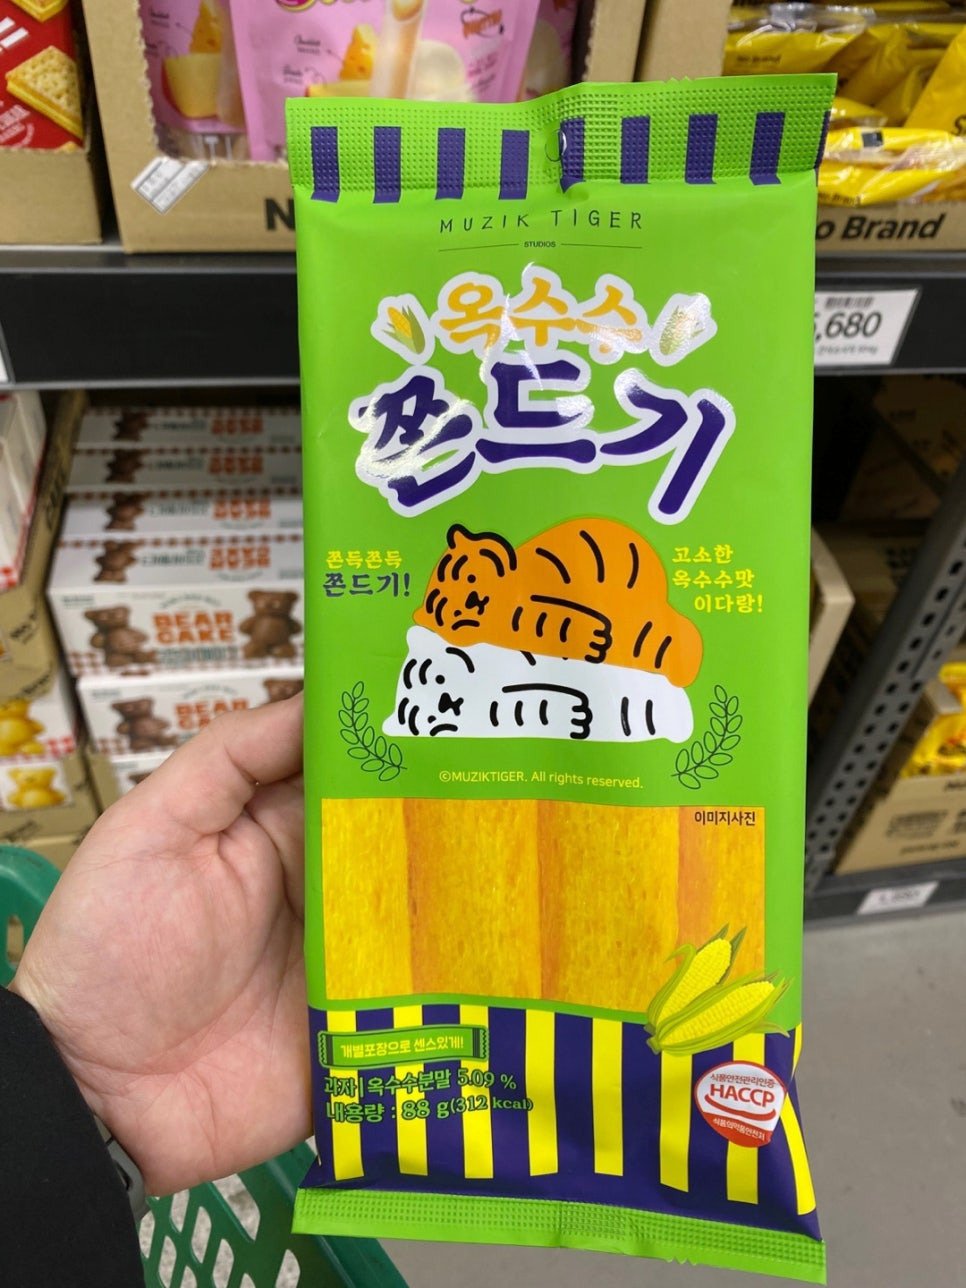 MUZIK TIGER
STUDIOS
옥수수
쫀드기
쫀득쫀득
쫀드기!
고소한
옥수수맛
이다랑!
©MUZIKTIGER. All rights reserved.
이미지사진
개별포장으로 센스있게!
과자 | 옥수수분말 5.09 %
내용량 : 88 g(312 kcal)
식품안전관리인증
HACCP
식품의약품안전처
o Brand
,680
BEAR
CAKE